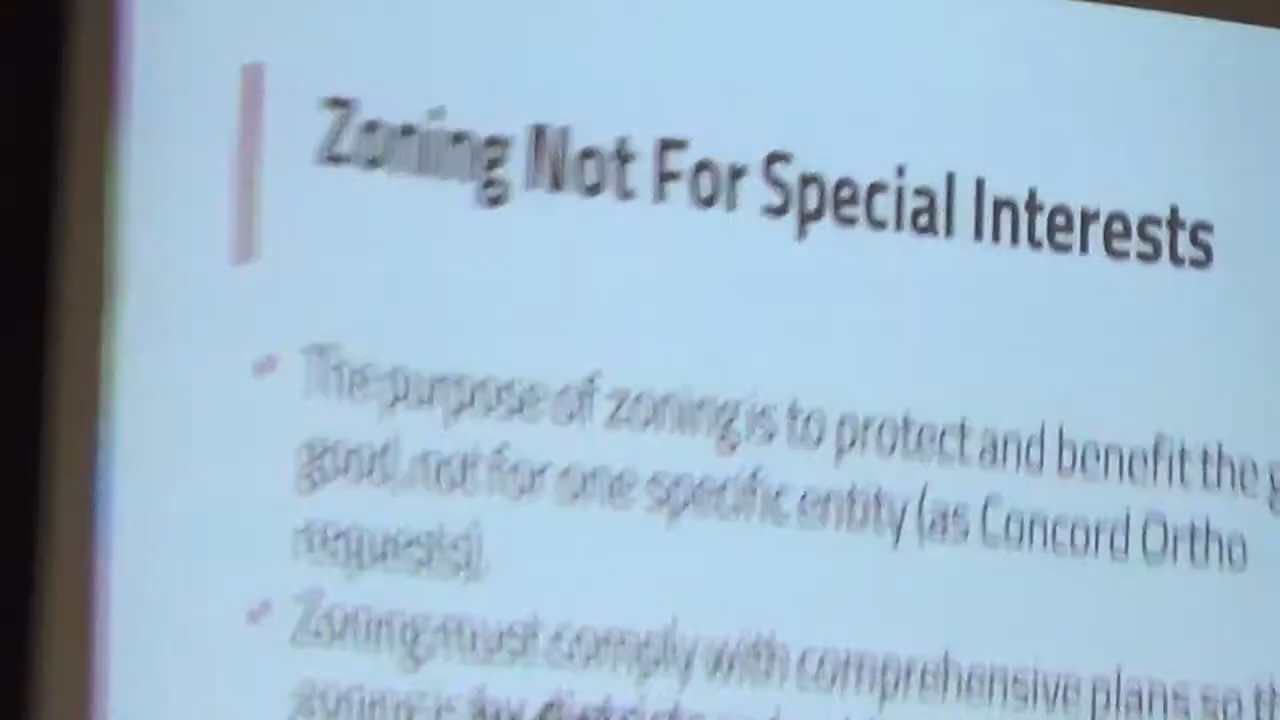 Zoning Not For Special Interests
The purpose of zoning is to protect and benefit the g
good, not for one specific entity (as Concord Ortho
requests).
Zoning must comply with comprehensive plans so th
zoning is by districts